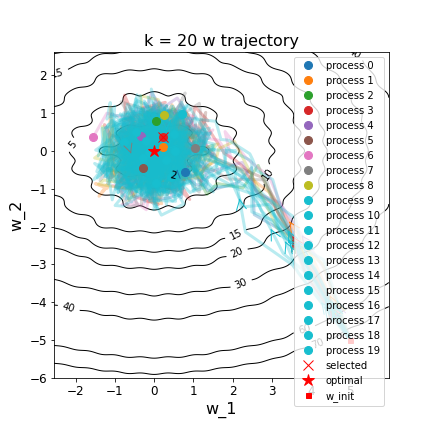 k = 20 w trajectory
process 0
process 1
process 2
process 3
process 4
process 5
process 6
process 7
process 8
process 9
process 10
process 11
process 12
process 13
process 14
process 15
process 16
process 17
process 18
process 19
selected
optimal
w_init
5
2
10
15
20
30
40
60
70
2
1
0
−1
−2
−3
−4
−5
−6
w_2
−2
−1
0
1
2
3
w_1